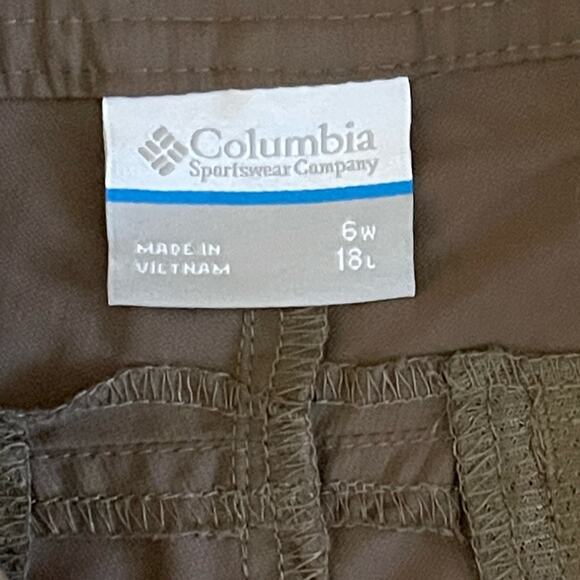 Columbia
Sportswear Company
6W
MADE IN
VIETNAM
18L